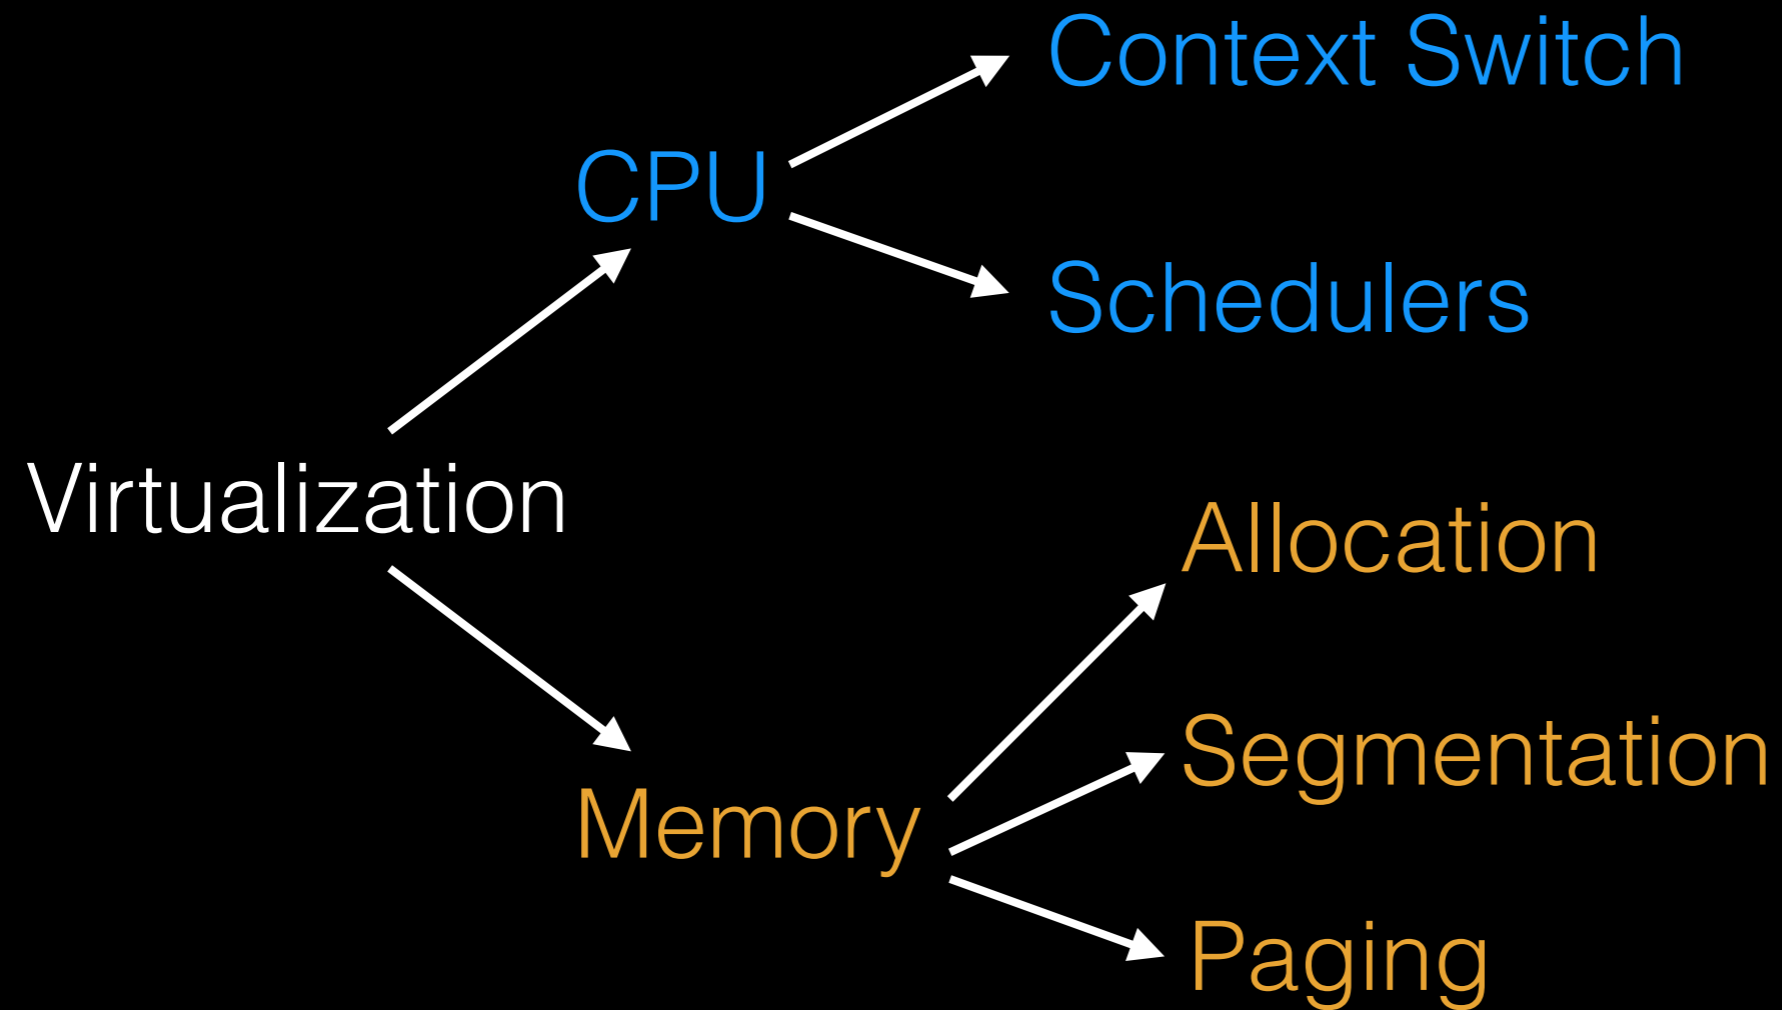 Context Switch
CPU
Schedulers
Virtualization
Allocation
Segmentation
Memory
Paging